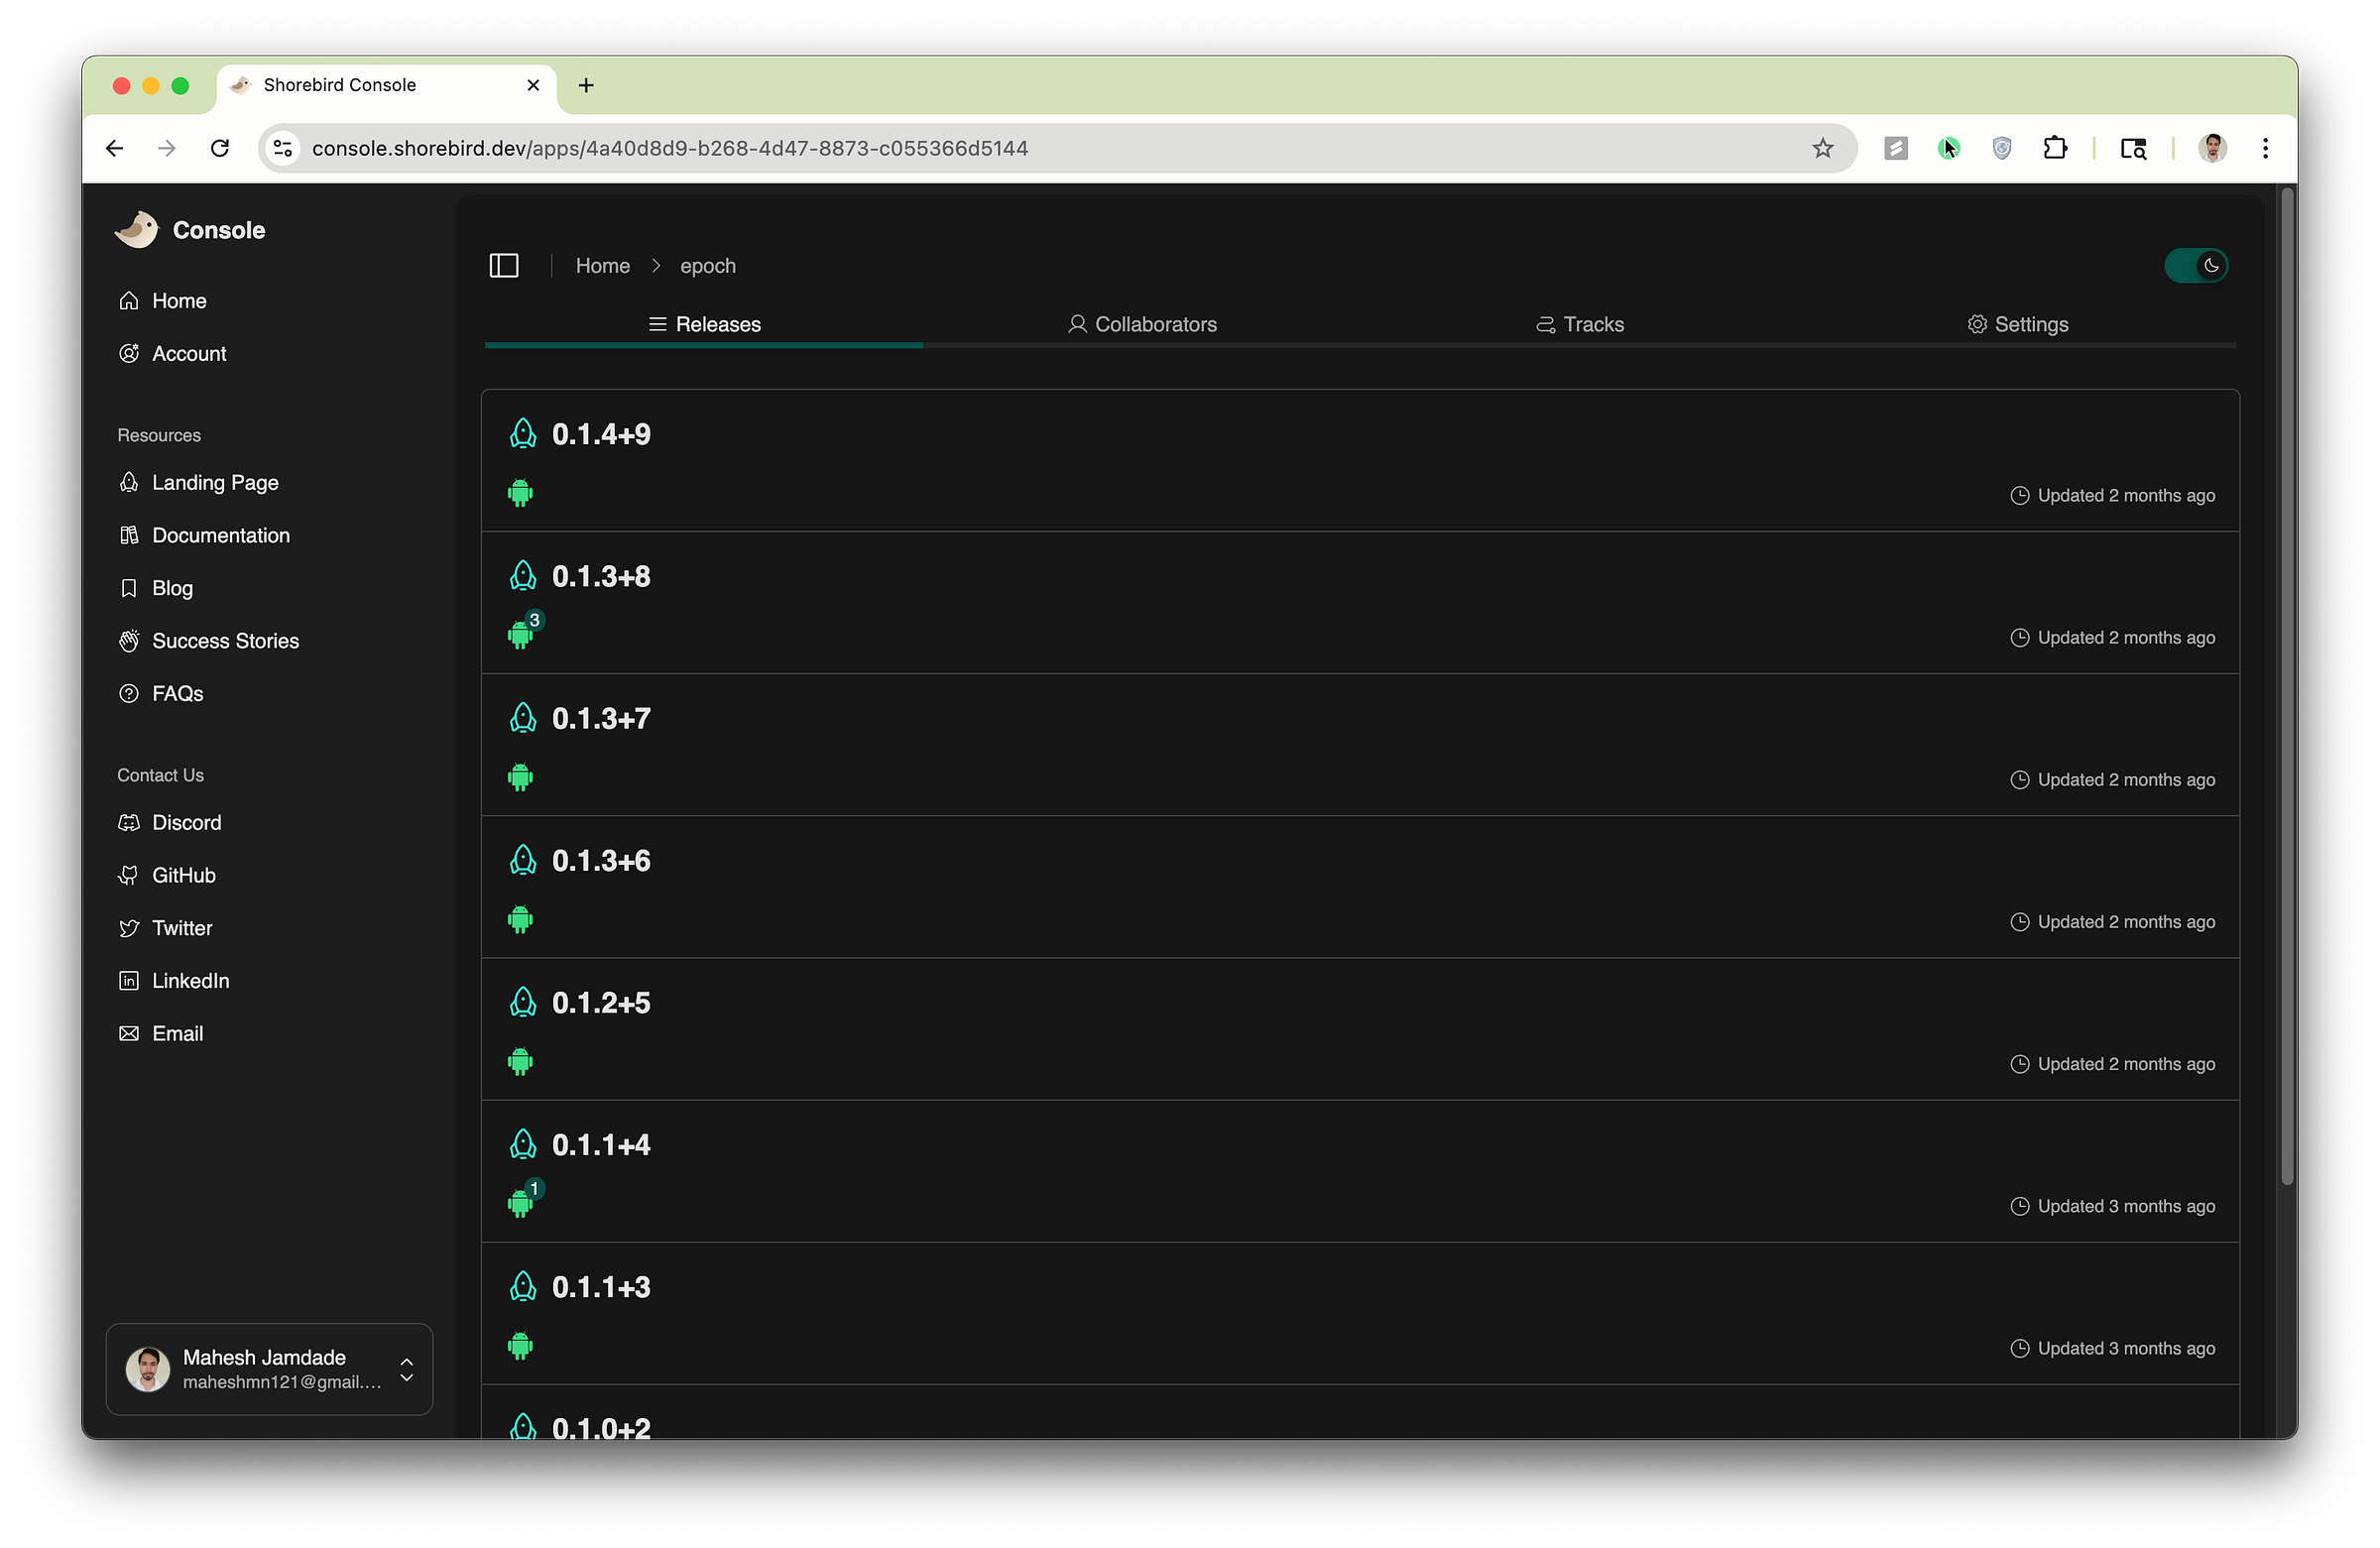 Shorebird Console
console.shorebird.dev/apps/4a40d8d9-b268-4d47-8873-c055366d5144
Console
Home
Account
Resources
Landing Page
Documentation
Blog
Success Stories
FAQs
Contact Us
Discord
GitHub
Twitter
LinkedIn
Email
Mahesh Jamdade
maheshmn121@gmail....
Home > epoch
Releases Collaborators Tracks Settings
0.1.4+9
Updated 2 months ago
0.1.3+8
3
Updated 2 months ago
0.1.3+7
Updated 2 months ago
0.1.3+6
Updated 2 months ago
0.1.2+5
Updated 2 months ago
0.1.1+4
1
Updated 3 months ago
0.1.1+3
Updated 3 months ago
0.1.0+2